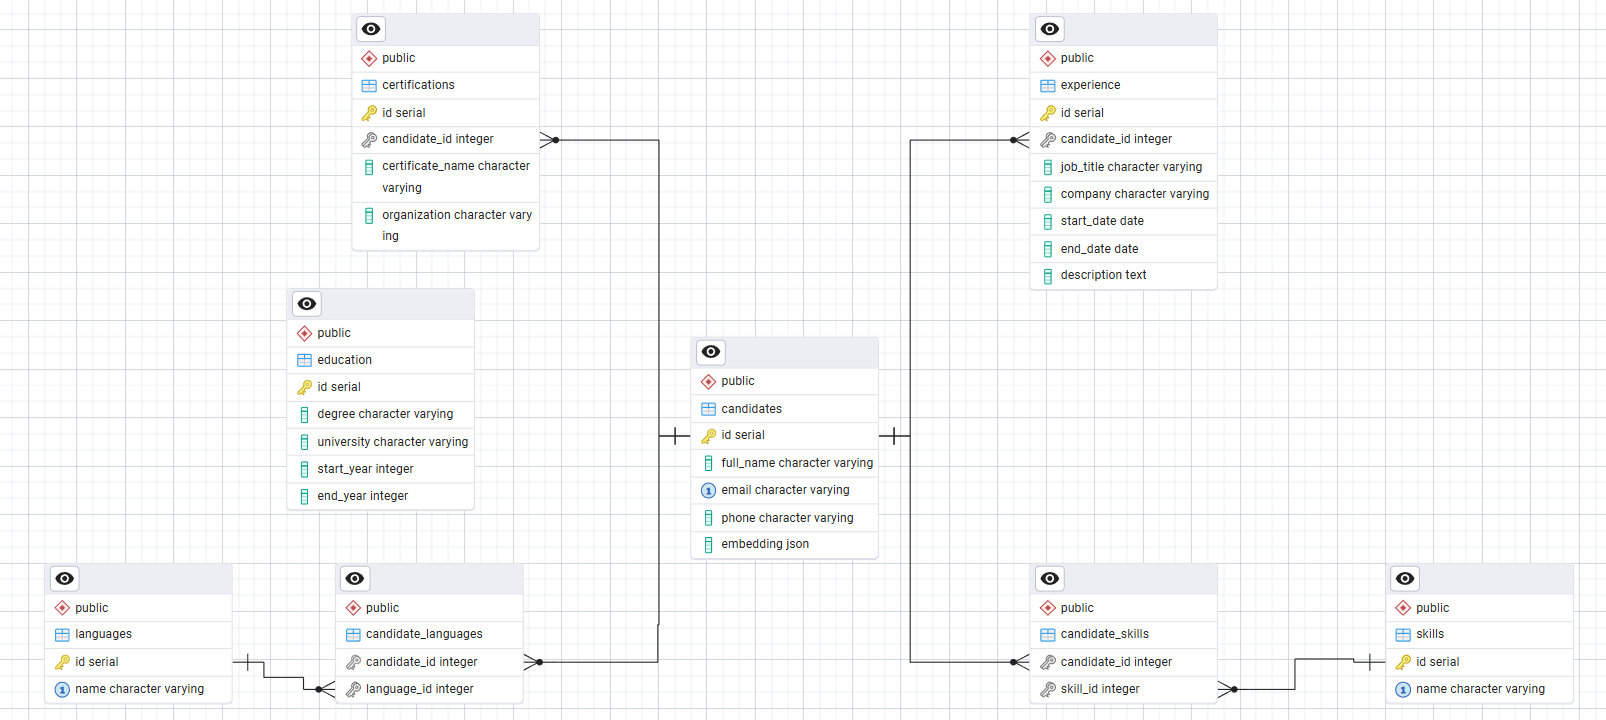 public
certifications
id serial
candidate_id integer
certificate_name character
varying
organization character vary
ing
public
experience
id serial
candidate_id integer
job_title character varying
company character varying
start_date date
end_date date
description text
public
education
id serial
degree character varying
university character varying
start_year integer
end_year integer
public
candidates
id serial
full_name character varying
1 email character varying
phone character varying
embedding json
public
languages
id serial
1 name character varying
public
candidate_languages
candidate_id integer
language_id integer
public
candidate_skills
candidate_id integer
skill_id integer
public
skills
id serial
1 name character varying